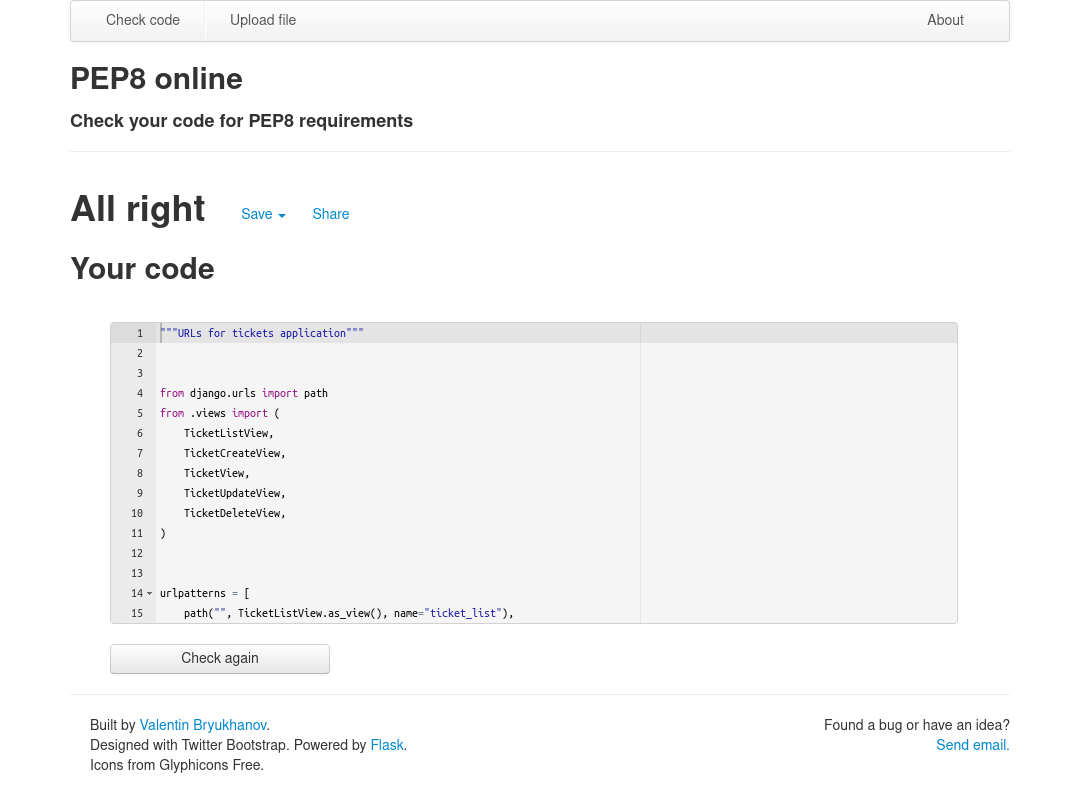 Check code Upload file About
PEP8 online
Check your code for PEP8 requirements
All right Save Share
Your code
1 """URLs for tickets application"""
2
3
4 from django.urls import path
5 from .views import (
6 TicketListView,
7 TicketCreateView,
8 TicketView,
9 TicketUpdateView,
10 TicketDeleteView,
11 )
12
13
14 urlpatterns = [
15 path("", TicketListView.as_view(), name="ticket_list"),
Check again
Built by Valentin Bryukhanov. Found a bug or have an idea?
Designed with Twitter Bootstrap. Powered by Flask. Send email.
Icons from Glyphicons Free.